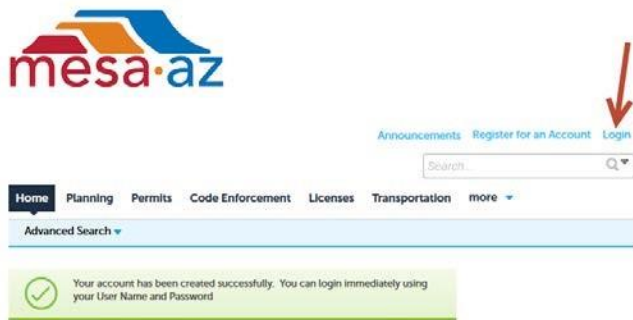 mesa·az
Announcements Register for an Account Login
Search...
Home Planning Permits Code Enforcement Licenses Transportation more
Advanced Search
Your account has been created successfully. You can login immediately using
your User Name and Password